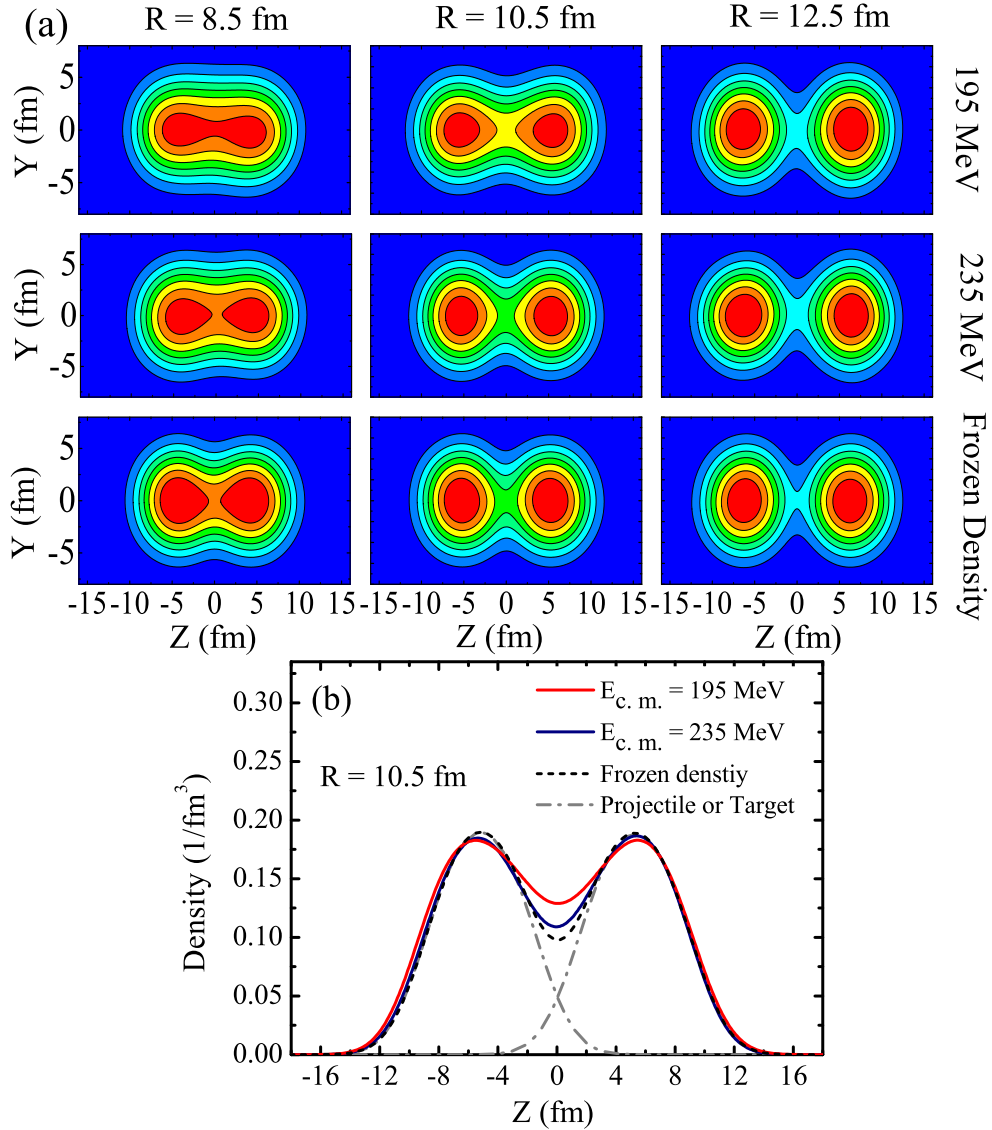 (a)
R = 8.5 fm
R = 10.5 fm
R = 12.5 fm
Y (fm)
5
0
-5
195 MeV
Y (fm)
5
0
-5
235 MeV
Y (fm)
5
0
-5
Frozen Density
-15 -10 -5 0 5 10 15
-15 -10 -5 0 5 10 15
-15 -10 -5 0 5 10 15
Z (fm)
Z (fm)
Z (fm)
(b)
E c. m. = 195 MeV
E c. m. = 235 MeV
Frozen denstiy
Projectile or Target
R = 10.5 fm
Density (1/fm³)
0.30
0.25
0.20
0.15
0.10
0.05
0.00
-16 -12 -8 -4 0 4 8 12 16
Z (fm)